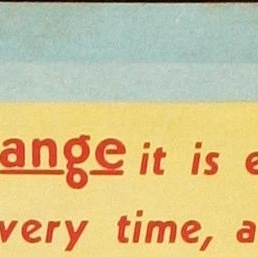 ange it is e
very time, a